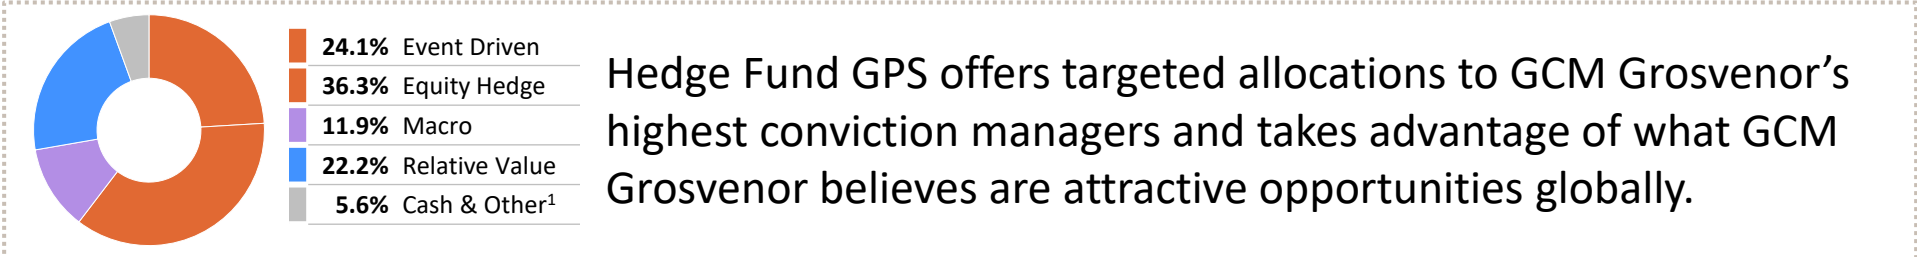 24.1% Event Driven
36.3% Equity Hedge
11.9% Macro
22.2% Relative Value
5.6% Cash & Other¹
Hedge Fund GPS offers targeted allocations to GCM Grosvenor’s
highest conviction managers and takes advantage of what GCM
Grosvenor believes are attractive opportunities globally.